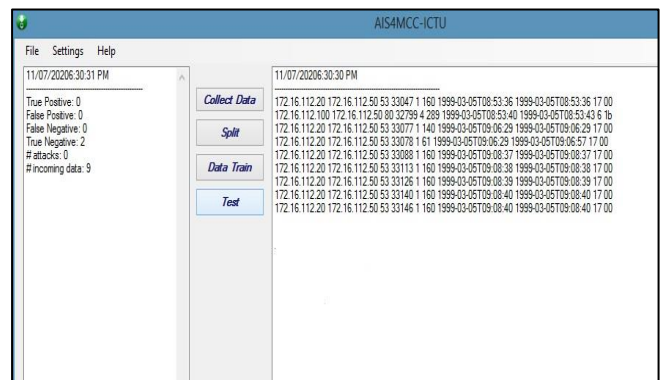 AIS4MCC-ICTU
File Settings Help
11/07/20206:30:31 PM
True Positive: 0
False Positive: 0
False Negative: 0
True Negative: 2
# attacks: 0
# incoming data: 9
Collect Data
Split
Data Train
Test
11/07/20206:30:30 PM
172.16.112.20 172.16.112.50 53 33047 1 160 1999-03-05T08:53:36 1999-03-05T08:53:36 17 00
172.16.112.100 172.16.112.50 80 32799 4 289 1999-03-05T08:53:40 1999-03-05T08:53:43 6 1b
172.16.112.20 172.16.112.50 53 33077 1 140 1999-03-05T09:06:29 1999-03-05T09:06:29 17 00
172.16.112.20 172.16.112.50 53 33078 1 61 1999-03-05T09:06:29 1999-03-05T09:06:57 17 00
172.16.112.20 172.16.112.50 53 33088 1 160 1999-03-05T09:08:37 1999-03-05T09:08:37 17 00
172.16.112.20 172.16.112.50 53 33113 1 160 1999-03-05T09:08:38 1999-03-05T09:08:38 17 00
172.16.112.20 172.16.112.50 53 33126 1 160 1999-03-05T09:08:39 1999-03-05T09:08:39 17 00
172.16.112.20 172.16.112.50 53 33140 1 160 1999-03-05T09:08:40 1999-03-05T09:08:40 17 00
172.16.112.20 172.16.112.50 53 33146 1 160 1999-03-05T09:08:40 1999-03-05T09:08:40 17 00